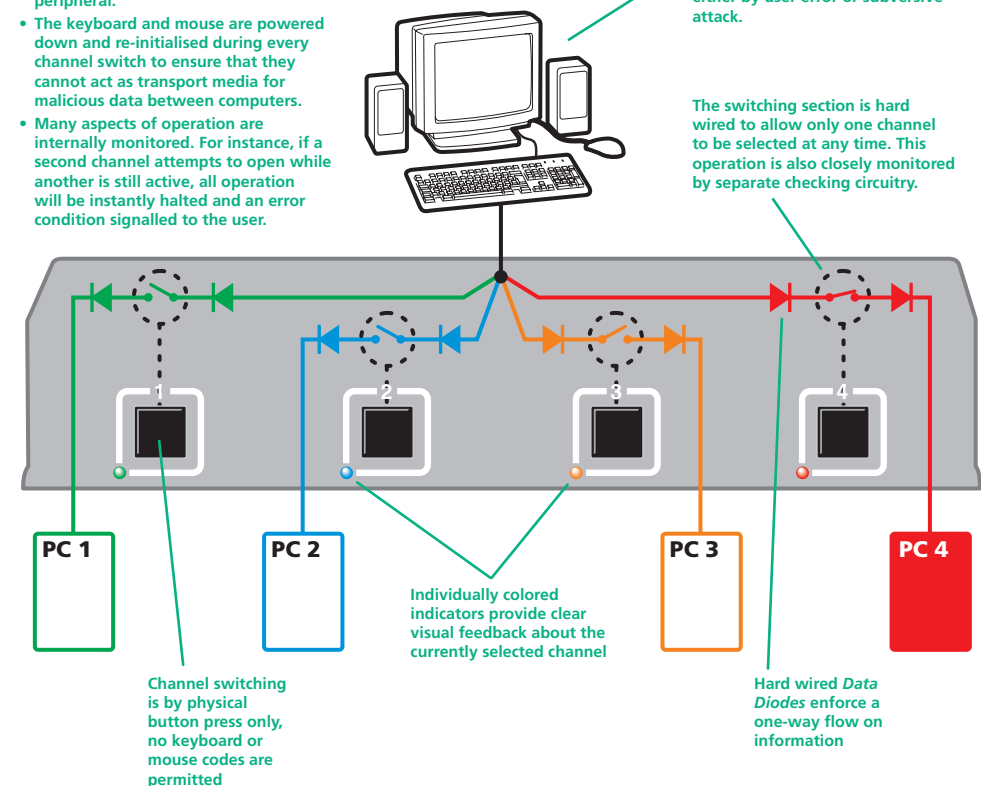 peripheral.
• The keyboard and mouse are powered
down and re-initialised during every
channel switch to ensure that they
cannot act as transport media for
malicious data between computers.
• Many aspects of operation are
internally monitored. For instance, if a
second channel attempts to open while
another is still active, all operation
will be instantly halted and an error
condition signalled to the user.
either by user error or subversive
attack.
The switching section is hard
wired to allow only one channel
to be selected at any time. This
operation is also closely monitored
by separate checking circuitry.
1
2
3
4
PC 1
PC 2
PC 3
PC 4
Individually colored
indicators provide clear
visual feedback about the
currently selected channel
Channel switching
is by physical
button press only,
no keyboard or
mouse codes are
permitted
Hard wired Data
Diodes enforce a
one-way flow on
information